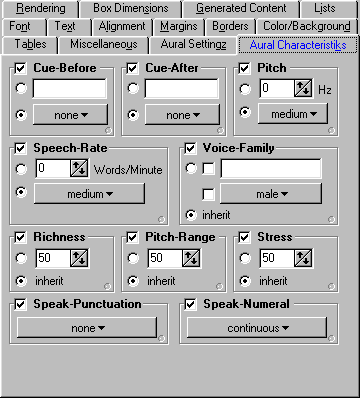 Rendering Box Dimensions Generated Content Lists
Font Text Alignment Margins Borders Color/Background
Tables Miscellaneous Aural Settings Aural Characteristiks
Cue-Before Cue-After Pitch
0 Hz
none none medium
Speech-Rate Voice-Family
0 Words/Minute
medium male
inherit
Richness Pitch-Range Stress
50 50 50
inherit inherit inherit
Speak-Punctuation Speak-Numeral
none continuous